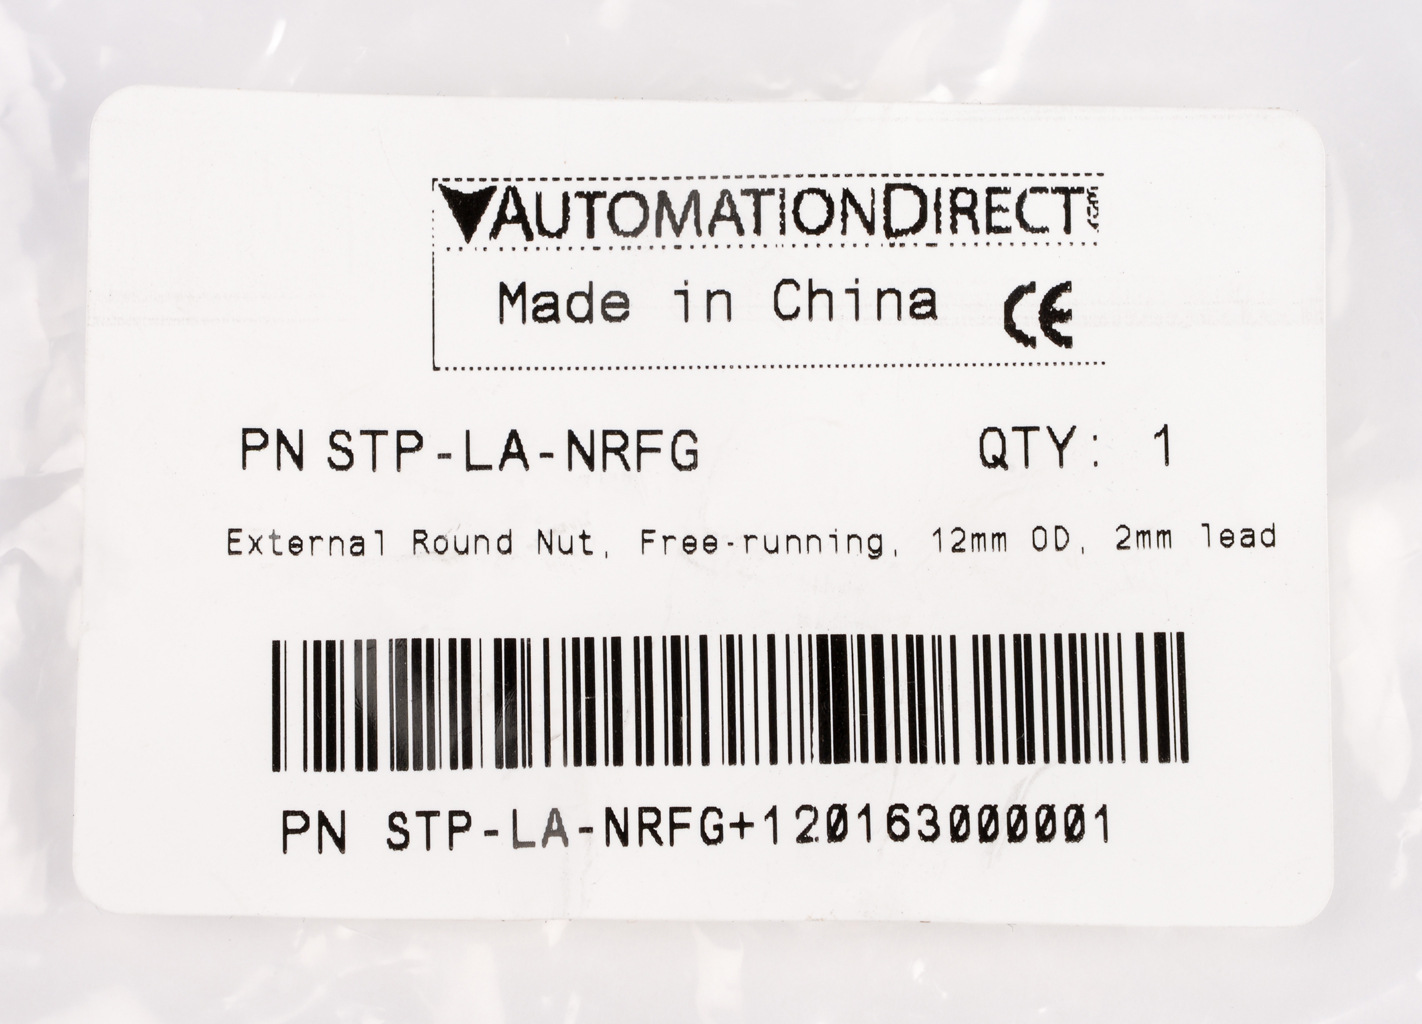 AUTOMATIONDIRECT
Made in China CE
PN STP-LA-NRFG QTY: 1
External Round Nut, Free-running, 12mm OD, 2mm lead
PN STP-LA-NRFG+120163000001